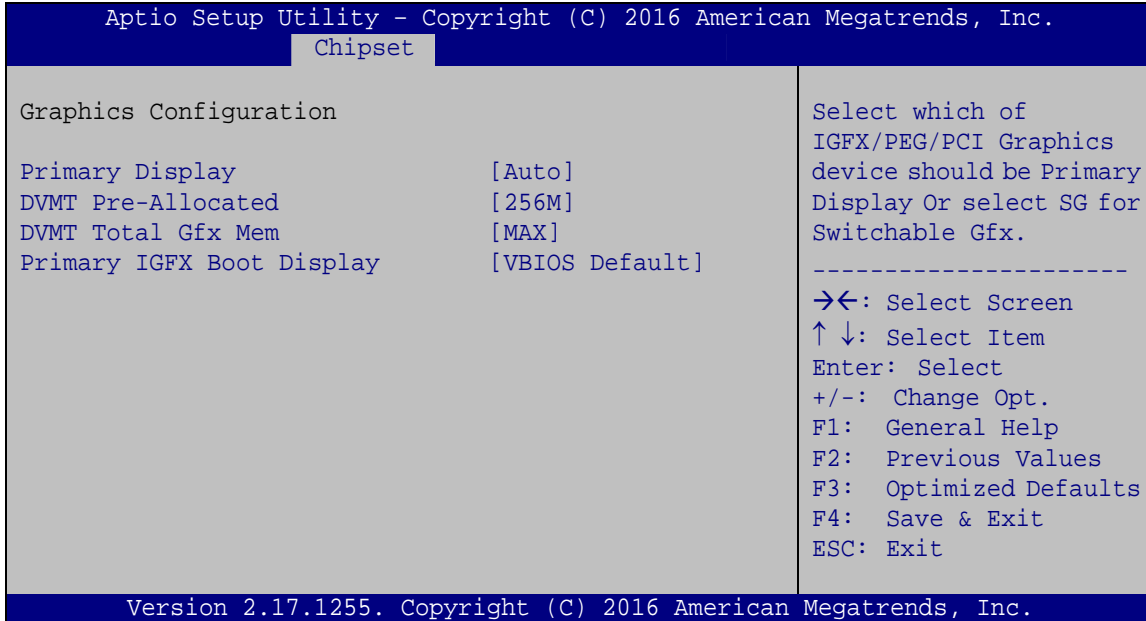 Aptio Setup Utility – Copyright (C) 2016 American Megatrends, Inc.
Chipset
Graphics Configuration
Primary Display [Auto]
DVMT Pre-Allocated [256M]
DVMT Total Gfx Mem [MAX]
Primary IGFX Boot Display [VBIOS Default]
Select which of
IGFX/PEG/PCI Graphics
device should be Primary
Display Or select SG for
Switchable Gfx.
----------------------
→←: Select Screen
↑ ↓: Select Item
Enter: Select
+/-: Change Opt.
F1: General Help
F2: Previous Values
F3: Optimized Defaults
F4: Save & Exit
ESC: Exit
Version 2.17.1255. Copyright (C) 2016 American Megatrends, Inc.